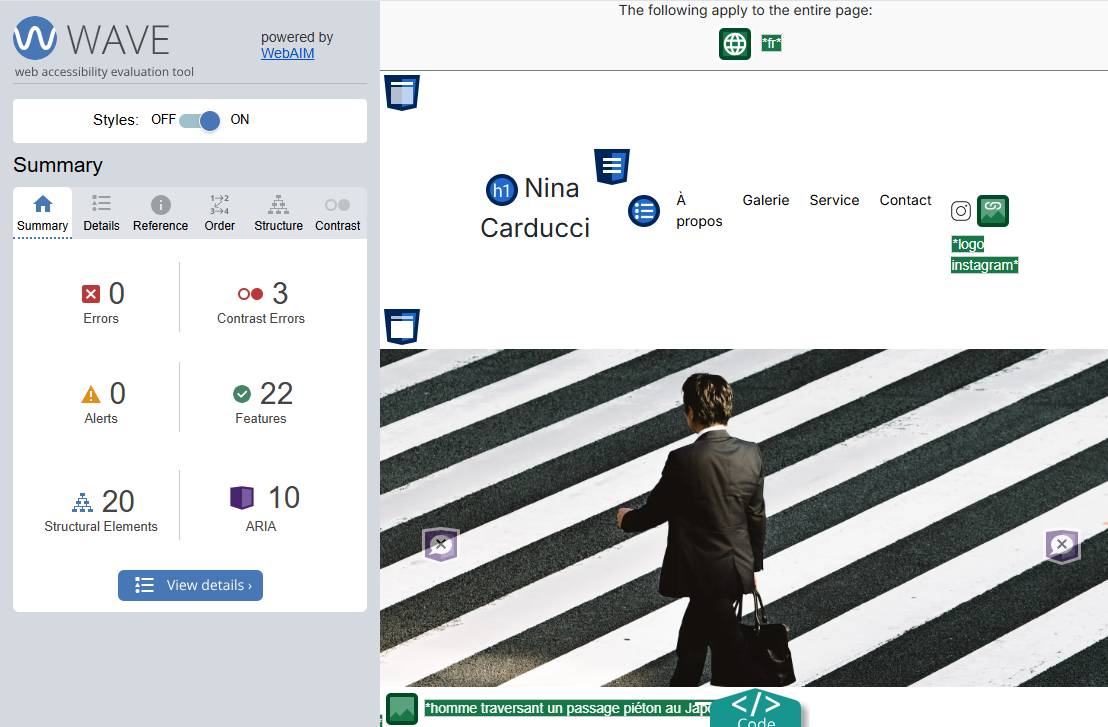 WAVE
powered by
WebAIM
web accessibility evaluation tool
Styles: OFF ON
Summary
Summary Details Reference Order Structure Contrast
0 3
Errors Contrast Errors
0 22
Alerts Features
20 10
Structural Elements ARIA
View details ›
The following apply to the entire page:
*fr*
h1 Nina
Carducci
À
propos
Galerie Service Contact
*logo
instagram*
*homme traversant un passage piéton au
</> 
Code